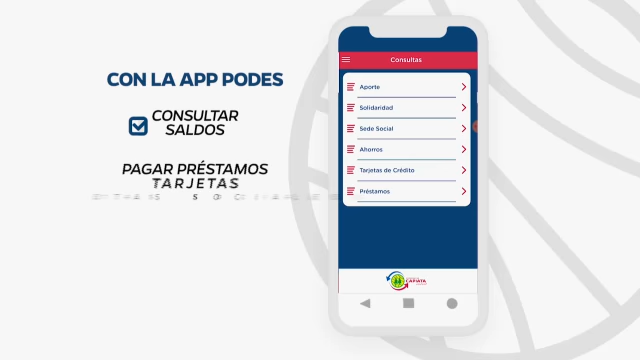 CON LA APP PODES
CONSULTAR
SALDOS
PAGAR PRÉSTAMOS
TARJETAS
Consultas
Aporte
Solidaridad
Sede Social
Ahorros
Tarjetas de Crédito
Préstamos
CAPIATA